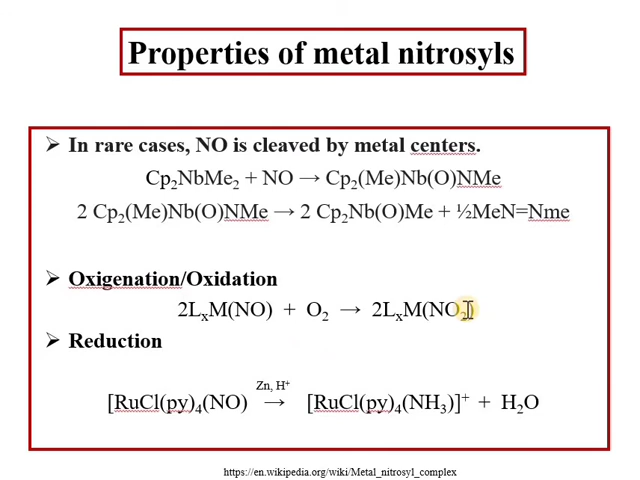 Properties of metal nitrosyls
➢ In rare cases, NO is cleaved by metal centers.
Cp₂NbMe₂ + NO → Cp₂(Me)Nb(O)NMe
2 Cp₂(Me)Nb(O)NMe → 2 Cp₂Nb(O)Me + ½MeN=Nme
➢ Oxigenation/Oxidation
2LₓM(NO) + O₂ → 2LₓM(NO₂)
➢ Reduction
Zn, H⁺
[RuCl(py)₄(NO) → [RuCl(py)₄(NH₃)]⁺ + H₂O
https://en.wikipedia.org/wiki/Metal_nitrosyl_complex